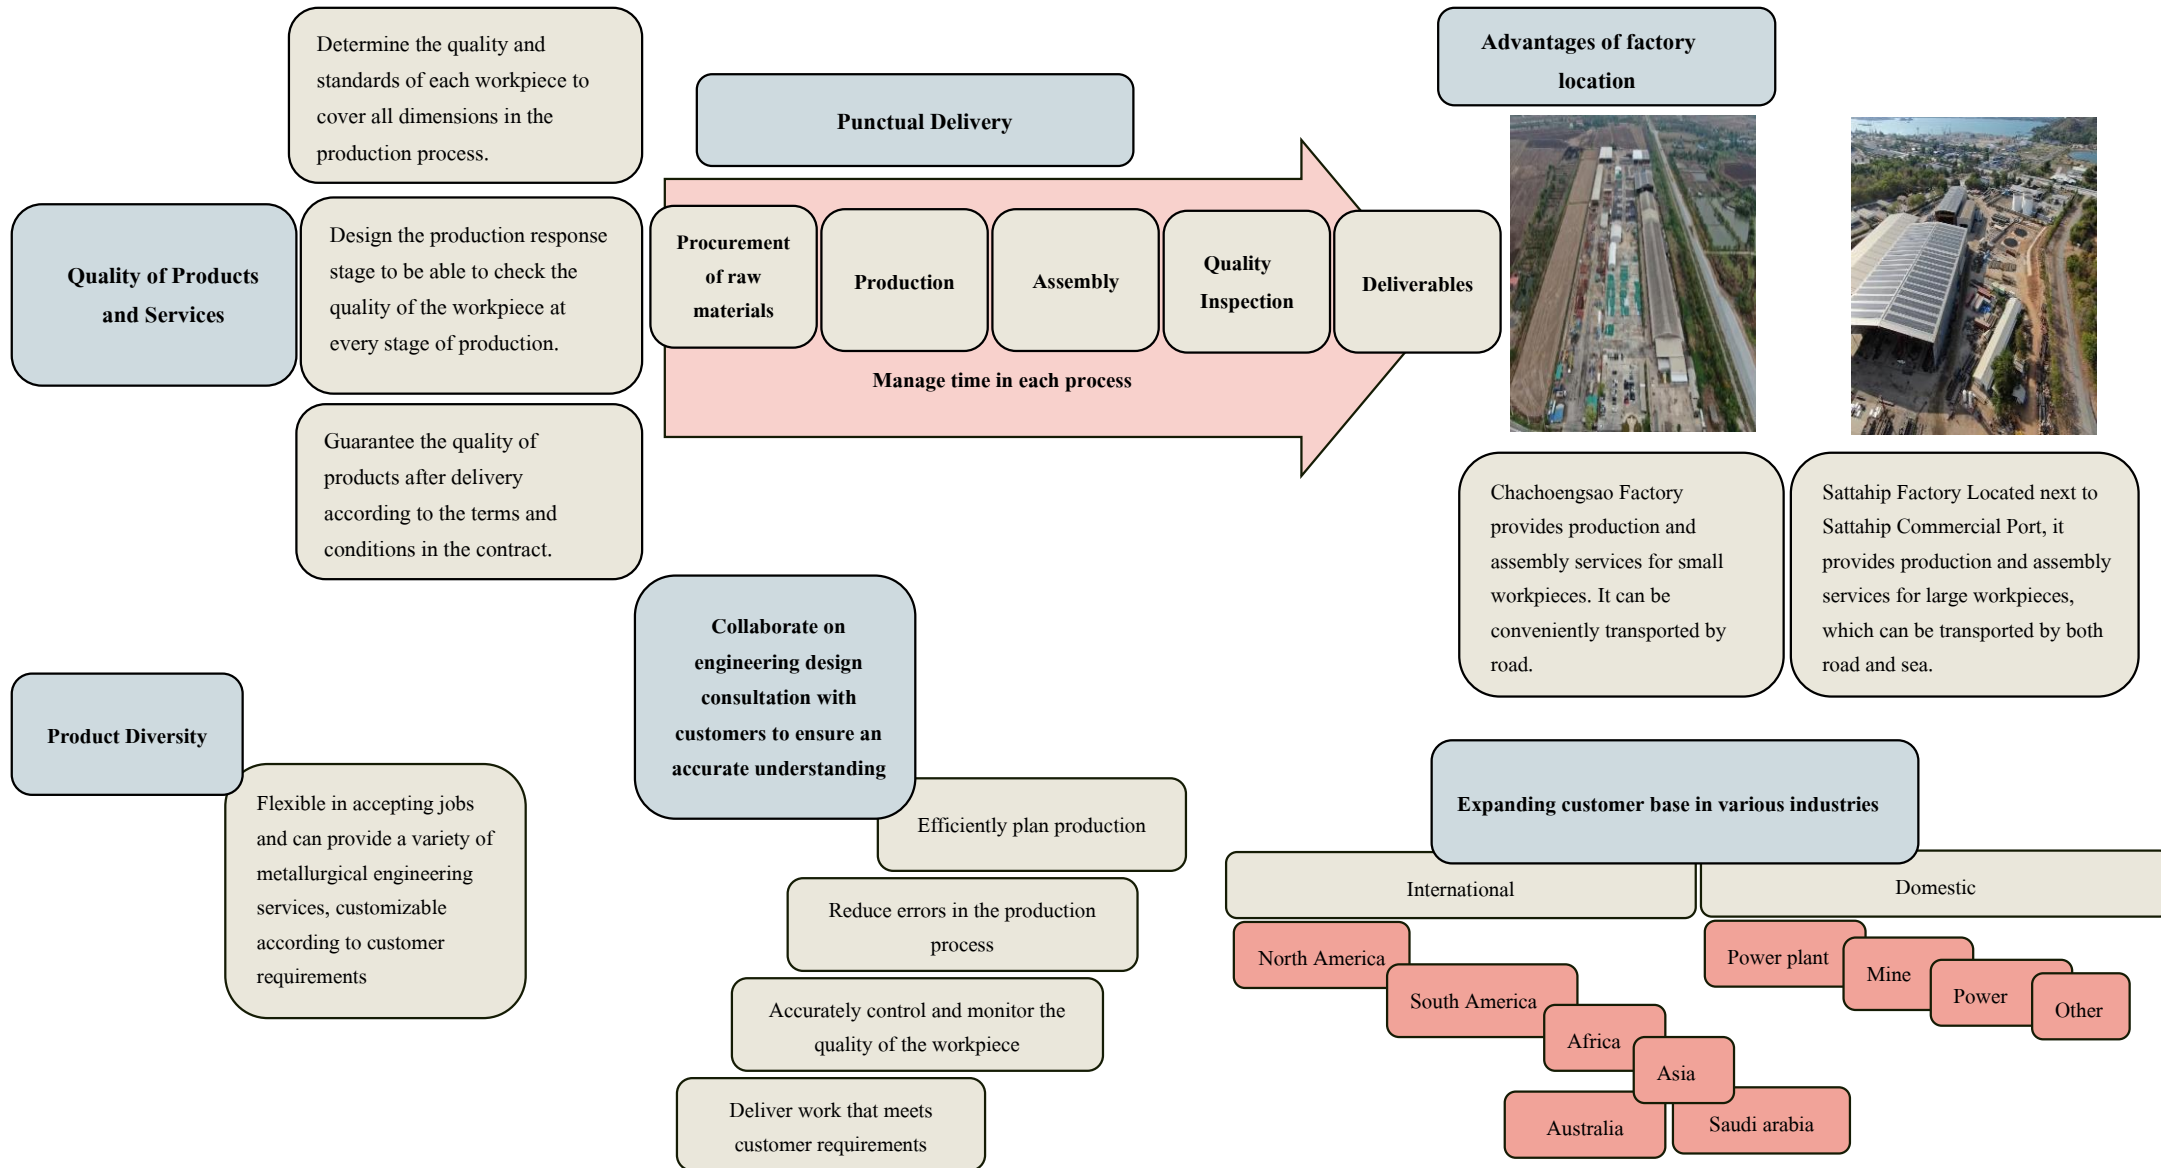 Determine the quality and
standards of each workpiece to
cover all dimensions in the
production process.
Quality of Products
and Services
Design the production response
stage to be able to check the
quality of the workpiece at
every stage of production.
Guarantee the quality of
products after delivery
according to the terms and
conditions in the contract.
Punctual Delivery
Procurement
of raw
materials
Production
Assembly
Quality
Inspection
Deliverables
Manage time in each process
Advantages of factory
location
Chachoengsao Factory
provides production and
assembly services for small
workpieces. It can be
conveniently transported by
road.
Sattahip Factory Located next to
Sattahip Commercial Port, it
provides production and assembly
services for large workpieces,
which can be transported by both
road and sea.
Product Diversity
Flexible in accepting jobs
and can provide a variety of
metallurgical engineering
services, customizable
according to customer
requirements
Collaborate on
engineering design
consultation with
customers to ensure an
accurate understanding
Efficiently plan production
Reduce errors in the production
process
Accurately control and monitor the
quality of the workpiece
Deliver work that meets
customer requirements
Expanding customer base in various industries
International
North America
South America
Africa
Asia
Australia
Saudi arabia
Domestic
Power plant
Mine
Power
Other